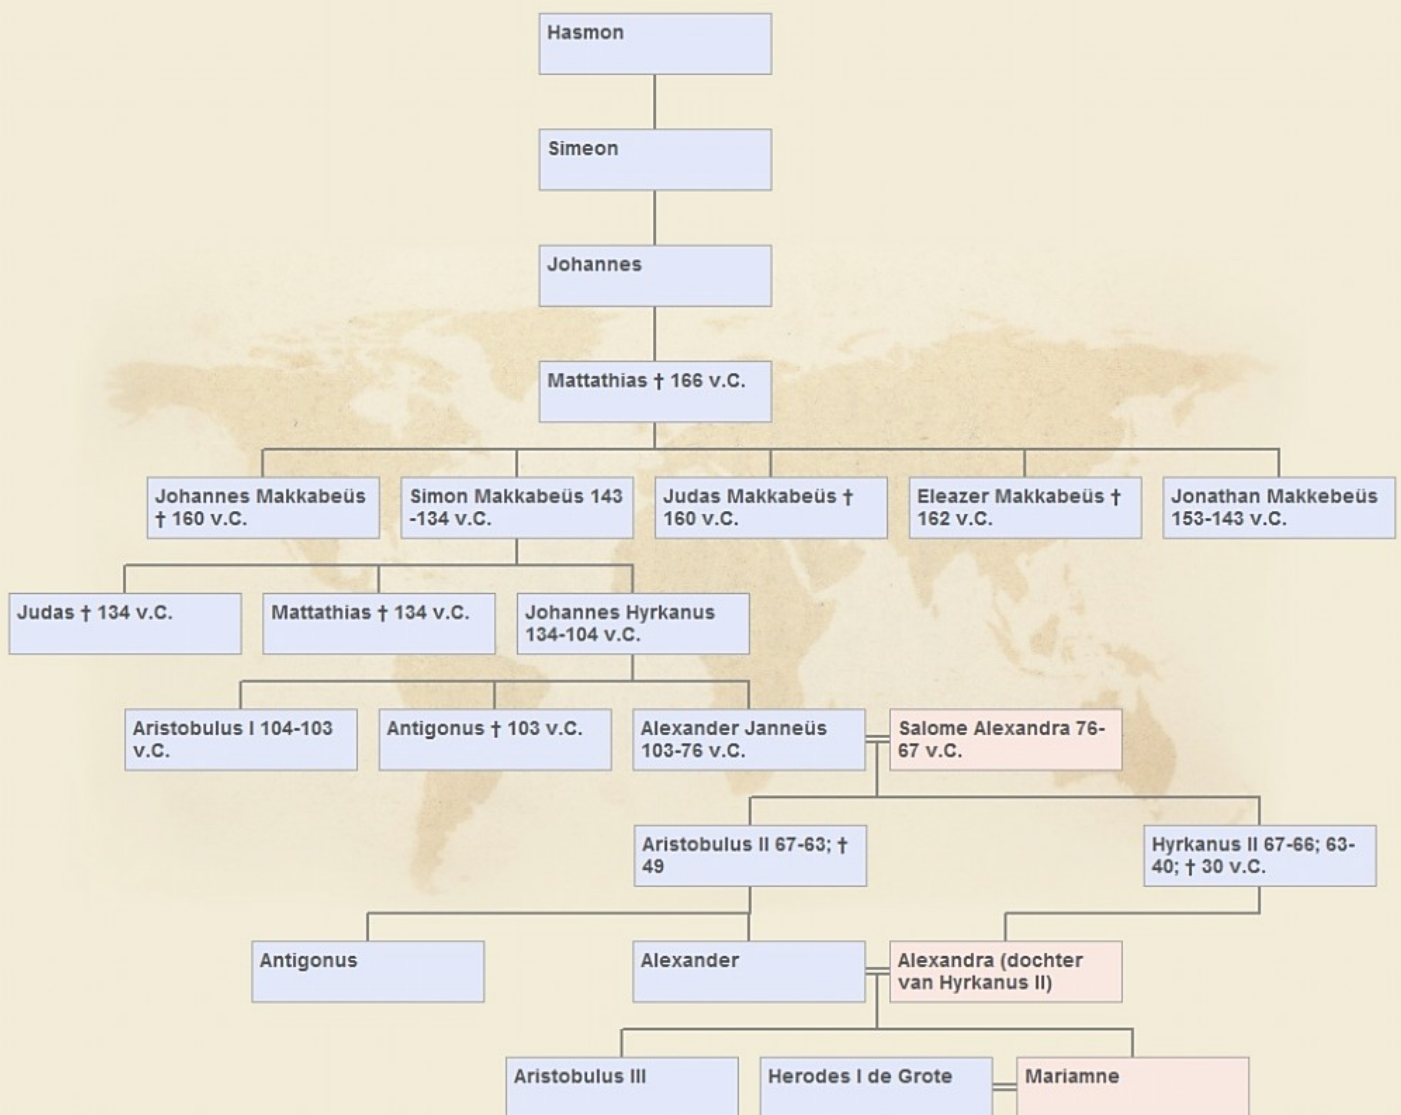 Hasmon
Simeon
Johannes
Mattathias † 166 v.C.
Johannes Makkabeüs
† 160 v.C.
Simon Makkabeüs 143
-134 v.C.
Judas Makkabeüs †
160 v.C.
Eleazer Makkabeüs †
162 v.C.
Jonathan Makkebeüs
153-143 v.C.
Judas † 134 v.C.
Mattathias † 134 v.C.
Johannes Hyrkanus
134-104 v.C.
Aristobulus I 104-103
v.C.
Antigonus † 103 v.C.
Alexander Janneüs
103-76 v.C.
Salome Alexandra 76-
67 v.C.
Aristobulus II 67-63; †
49
Hyrkanus II 67-66; 63-
40; † 30 v.C.
Antigonus
Alexander
Alexandra (dochter
van Hyrkanus II)
Aristobulus III
Herodes I de Grote
Mariamne